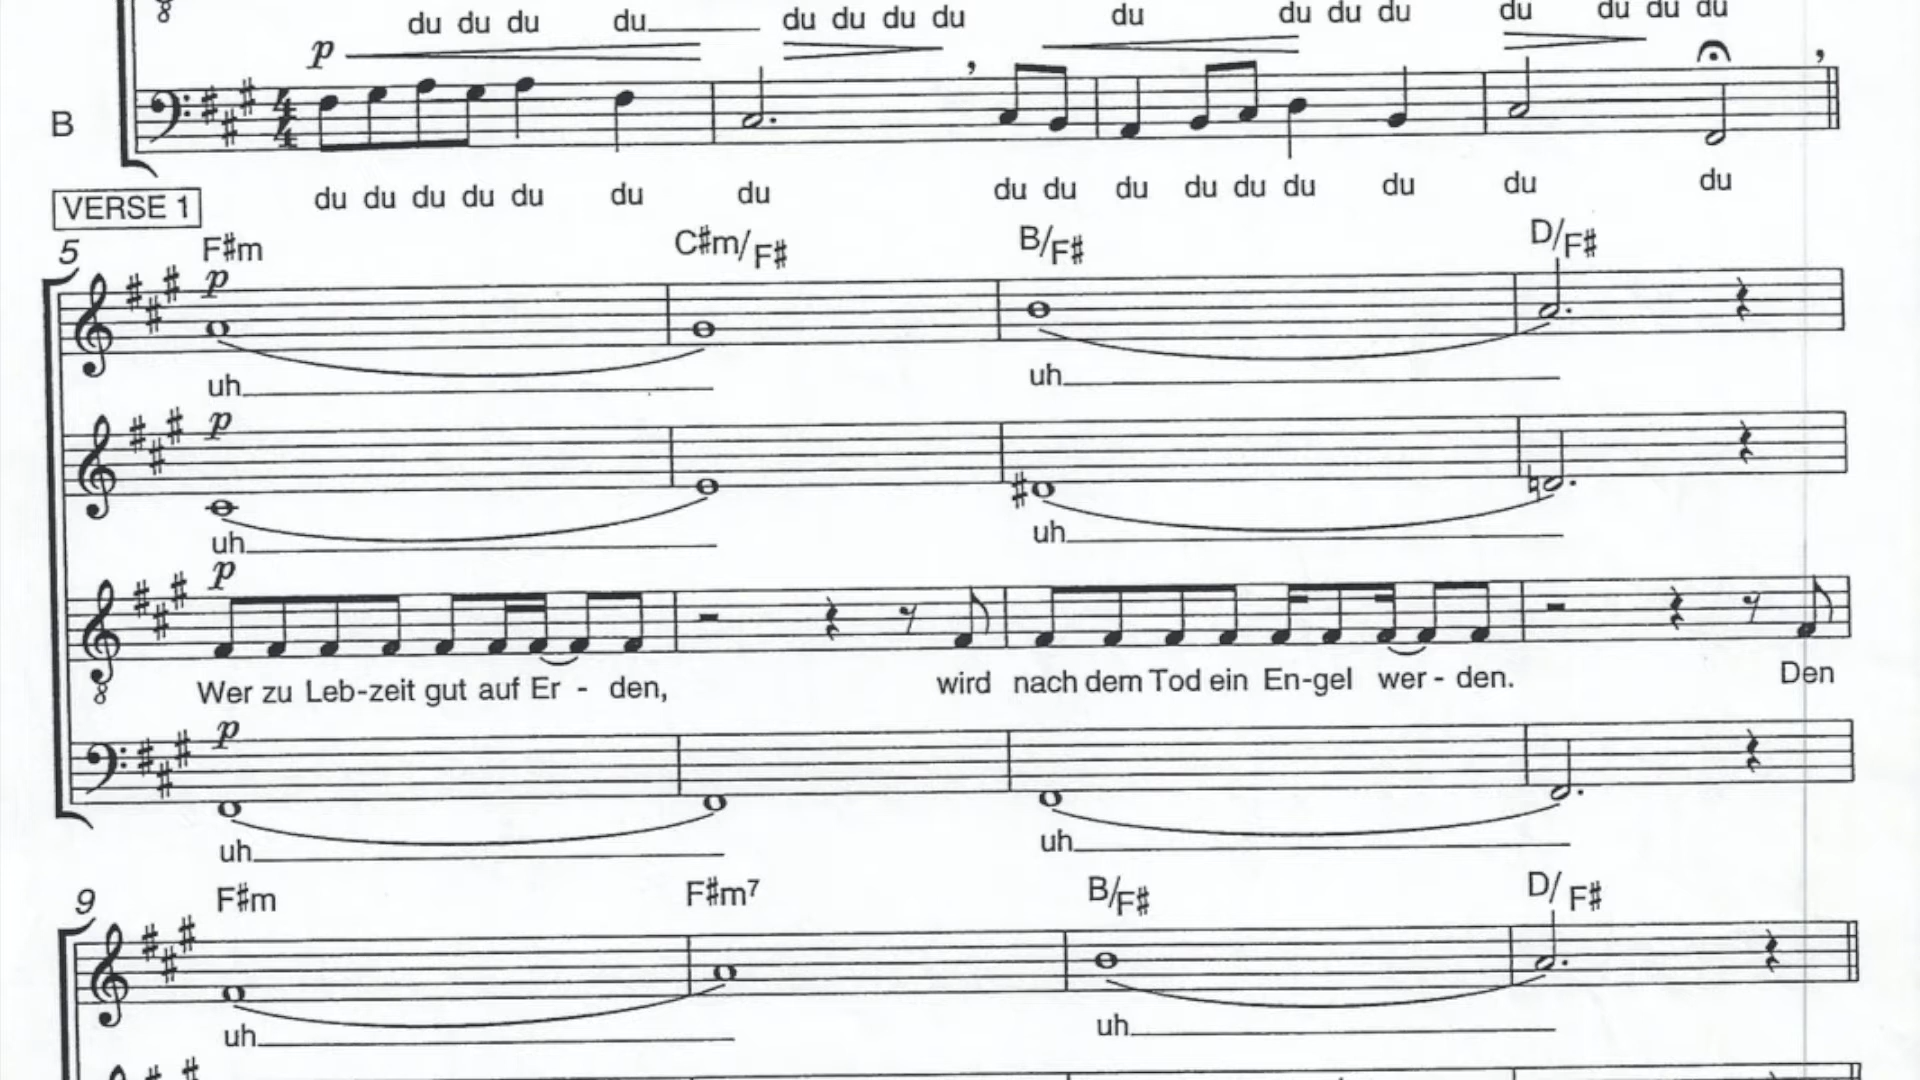 8 du du du du du du du du du du du du du du du du
p
B
du du du du du du du du du du du du du du du du
VERSE 1
5 F#m C#m/F# B/F# D/F#
p
uh uh
p
uh uh
p
8 Wer zu Leb-zeit gut auf Er - den, wird nach dem Tod ein En-gel wer - den. Den
p
uh uh
9 F#m F#m7 B/F# D/F#
uh uh